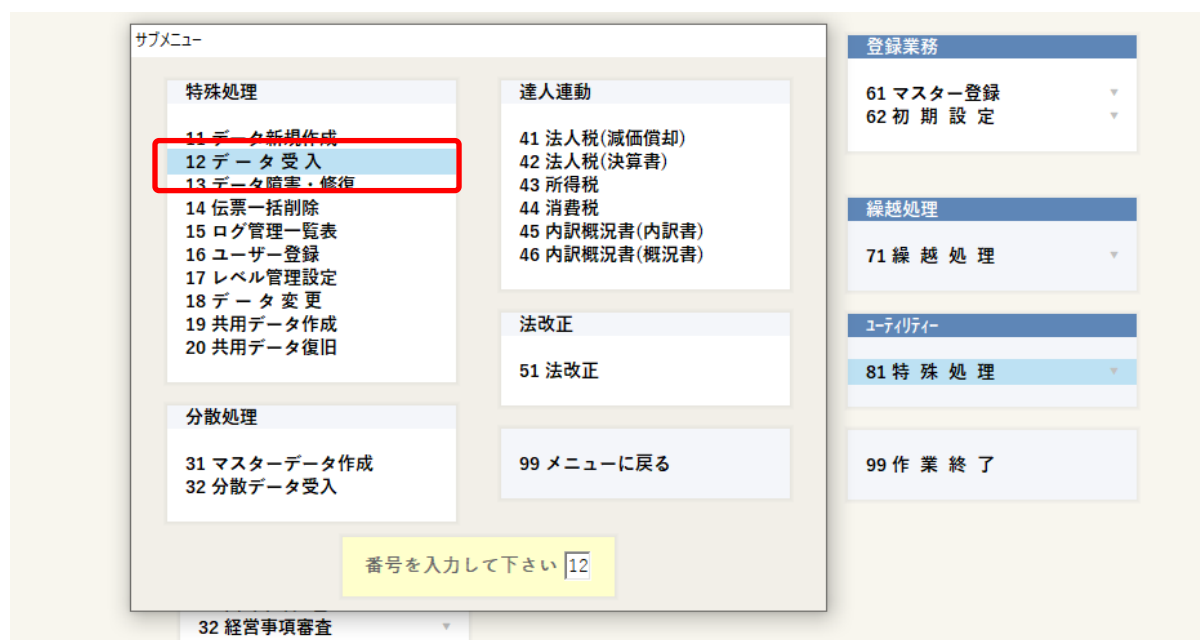 サブメニュー
特殊処理
11 データ新規作成
12 デ ー タ 受 入
13 データ障害・修復
14 伝票一括削除
15 ログ管理一覧表
16 ユーザー登録
17 レベル管理設定
18 デ ー タ 変 更
19 共用データ作成
20 共用データ復旧
分散処理
31 マスターデータ作成
32 分散データ受入
達人連動
41 法人税(減価償却)
42 法人税(決算書)
43 所得税
44 消費税
45 内訳概況書(内訳書)
46 内訳概況書(概況書)
法改正
51 法改正
99 メニューに戻る
番号を入力して下さい 12
32 経営事項審査
登録業務
61 マスター登録
62 初 期 設 定
繰越処理
71 繰 越 処 理
ユーティリティー
81 特 殊 処 理
99 作 業 終 了